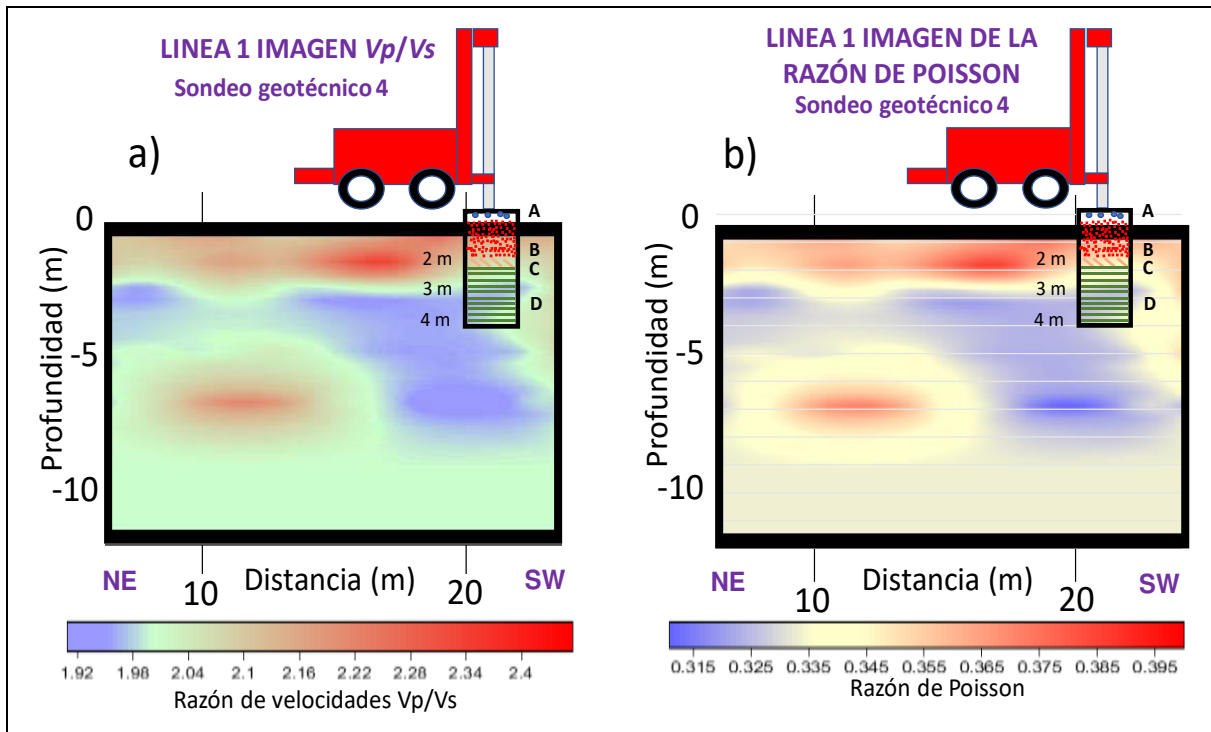 LINEA 1 IMAGEN Vp/Vs
Sondeo geotécnico 4
a)
A
B
C
D
2 m
3 m
4 m
0
-5
-10
Profundidad (m)
NE
Distancia (m)
SW
10
20
1.92 1.98 2.04 2.1 2.16 2.22 2.28 2.34 2.4
Razón de velocidades Vp/Vs
LINEA 1 IMAGEN DE LA
RAZÓN DE POISSON
Sondeo geotécnico 4
b)
A
B
C
D
2 m
3 m
4 m
0
-5
-10
Profundidad (m)
NE
Distancia (m)
SW
10
20
0.315 0.325 0.335 0.345 0.355 0.365 0.375 0.385 0.395
Razón de Poisson